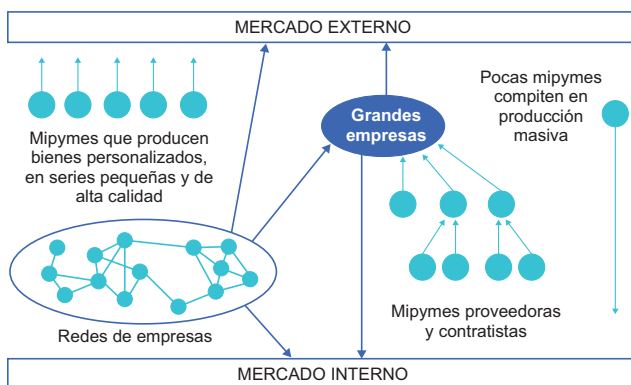 MERCADO EXTERNO
Mipymes que producen
bienes personalizados,
en series pequeñas y de
alta calidad
Grandes
empresas
Pocas mipymes
compiten en
producción
masiva
Redes de empresas
Mipymes proveedoras
y contratistas
MERCADO INTERNO